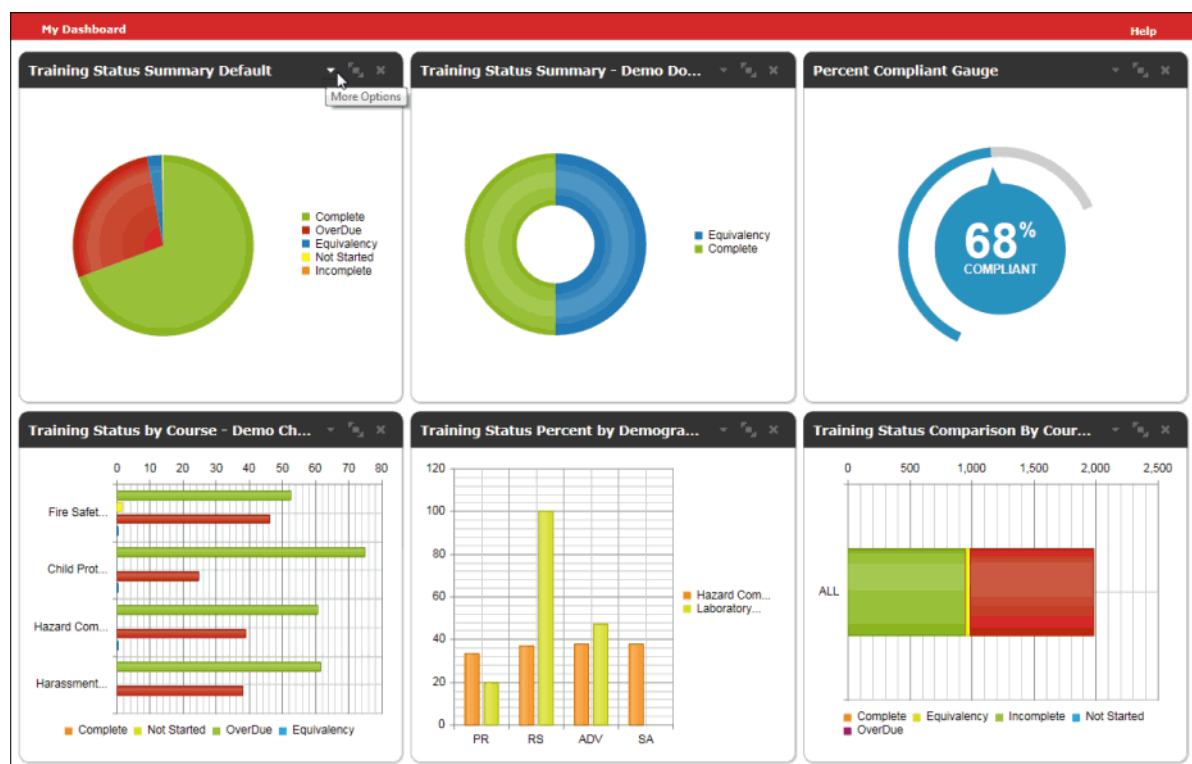 My Dashboard
Help
Training Status Summary Default
More Options
Complete
OverDue
Equivalency
Not Started
Incomplete
Training Status Summary - Demo Do...
Equivalency
Complete
Percent Compliant Gauge
68%
COMPLIANT
Training Status by Course - Demo Ch...
0 10 20 30 40 50 60 70 80
Fire Safet...
Child Prot...
Hazard Com...
Harassment...
Complete Not Started OverDue Equivalency
Training Status Percent by Demogra...
120
100
80
60
40
20
0
PR RS ADV SA
Hazard Com...
Laboratory...
Training Status Comparison By Cour...
0 500 1,000 1,500 2,000 2,500
ALL
Complete Equivalency Incomplete Not Started
OverDue